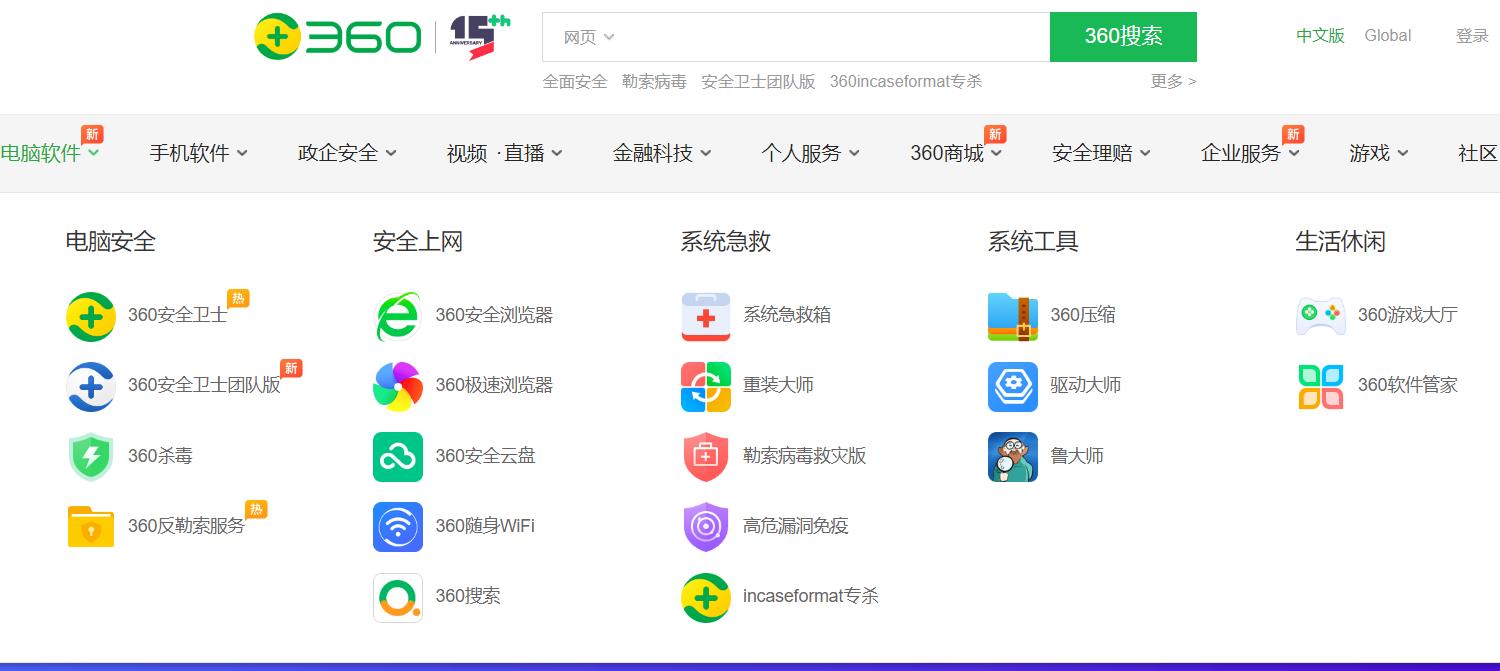 360 15th ANNIVERSARY 网页 360搜索 中文版 Global 登录
全面安全 勒索病毒 安全卫士团队版 360incaseformat专杀 更多 >
电脑软件 新 手机软件 政企安全 视频 ·直播 金融科技 个人服务 360商城 新 安全理赔 企业服务 新 游戏 社区
电脑安全 安全上网 系统急救 系统工具 生活休闲
360安全卫士 热 360安全浏览器 系统急救箱 360压缩 360游戏大厅
360安全卫士团队版 新 360极速浏览器 重装大师 驱动大师 360软件管家
360杀毒 360安全云盘 勒索病毒救灾版 鲁大师
360反勒索服务 热 360随身WiFi 高危漏洞免疫
360搜索 incaseformat专杀